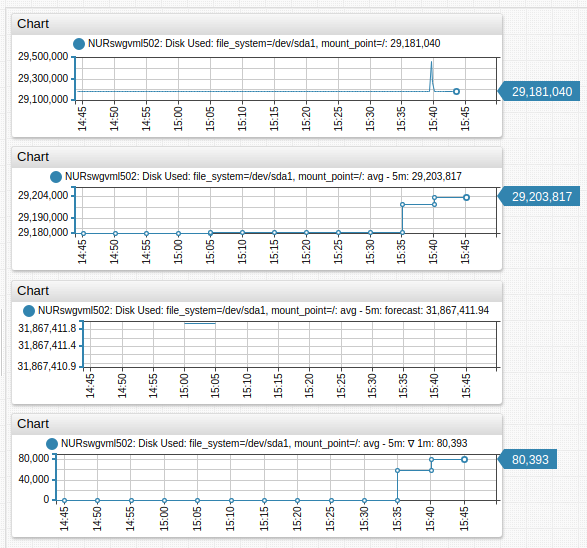 Chart
NURswgvml502: Disk Used: file_system=/dev/sda1, mount_point=/: 29,181,040
29,500,000
29,300,000
29,100,000
29,181,040
14:45 14:50 14:55 15:00 15:05 15:10 15:15 15:20 15:25 15:30 15:35 15:40 15:45
Chart
NURswgvml502: Disk Used: file_system=/dev/sda1, mount_point=/: avg - 5m: 29,203,817
29,204,000
29,190,000
29,180,000
29,203,817
14:45 14:50 14:55 15:00 15:05 15:10 15:15 15:20 15:25 15:30 15:35 15:40 15:45
Chart
NURswgvml502: Disk Used: file_system=/dev/sda1, mount_point=/: avg - 5m: forecast: 31,867,411.94
31,867,411.8
31,867,411.4
31,867,410.9
14:45 14:50 14:55 15:00 15:05 15:10 15:15 15:20 15:25 15:30 15:35 15:40 15:45
Chart
NURswgvml502: Disk Used: file_system=/dev/sda1, mount_point=/: avg - 5m: ∇ 1m: 80,393
80,000
40,000
0
80,393
14:45 14:50 14:55 15:00 15:05 15:10 15:15 15:20 15:25 15:30 15:35 15:40 15:45